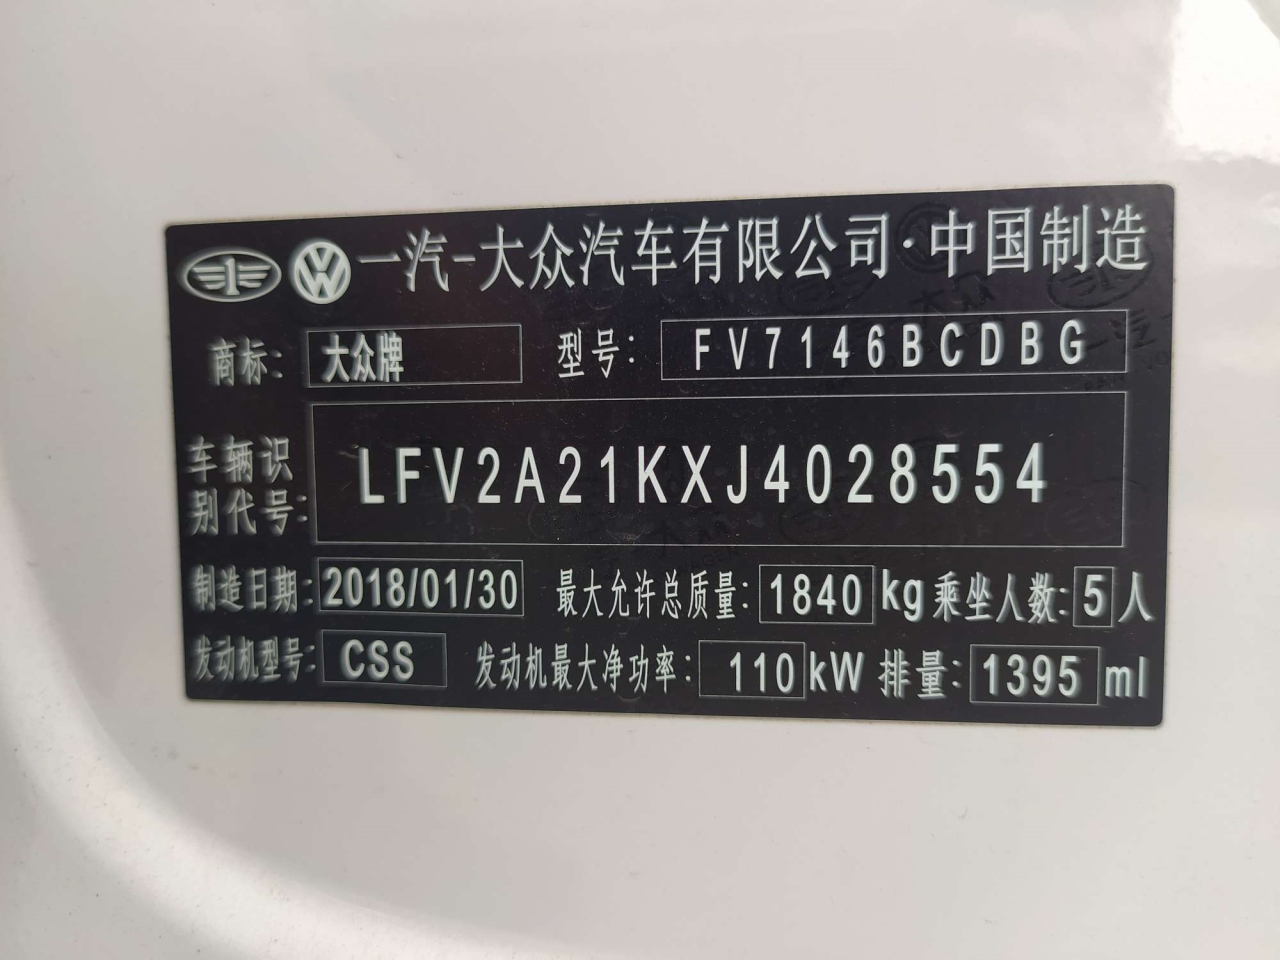 一汽-大众汽车有限公司·中国制造
商标: 大众牌 型号: FV7146BCDBG
车辆识
别代号: LFV2A21KXJ4028554
制造日期: 2018/01/30 最大允许总质量: 1840 kg 乘坐人数: 5 人
发动机型号: CSS 发动机最大净功率: 110 kW 排量: 1395 ml